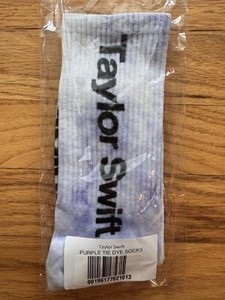 Taylor Swift
Taylor Swift
PURPLE TIE DYE SOCKS
00196177021013